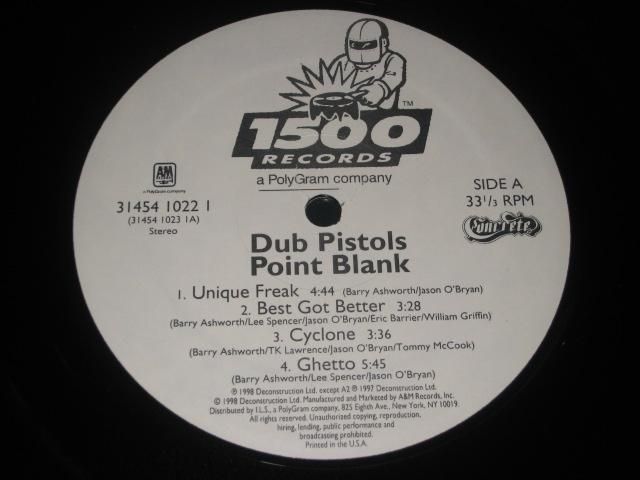 TM
1500
RECORDS
a PolyGram company
A&M
RECORDS
a PolyGram company
31454 1022 1
(31454 1023 1A)
Stereo
SIDE A
33 1/3 RPM
Concrete
Dub Pistols
Point Blank
1. Unique Freak 4:44 (Barry Ashworth/Jason O'Bryan)
2. Best Got Better 3:28
(Barry Ashworth/Lee Spencer/Jason O'Bryan/Eric Barrier/William Griffin)
3. Cyclone 3:36
(Barry Ashworth/TK Lawrence/Jason O'Bryan/Tommy McCook)
4. Ghetto 5:45
(Barry Ashworth/Lee Spencer/Jason O'Bryan)
℗ 1998 Deconstruction Ltd. except A2 ℗ 1997 Deconstruction Ltd.
© 1998 Deconstruction Ltd. Manufactured and Marketed by A&M Records, Inc.
Distributed by I.L.S., a PolyGram company, 825 Eighth Ave., New York, NY 10019.
All rights reserved. Unauthorized copying, reproduction,
hiring, lending, public performance and
broadcasting prohibited.
Printed in the U.S.A.